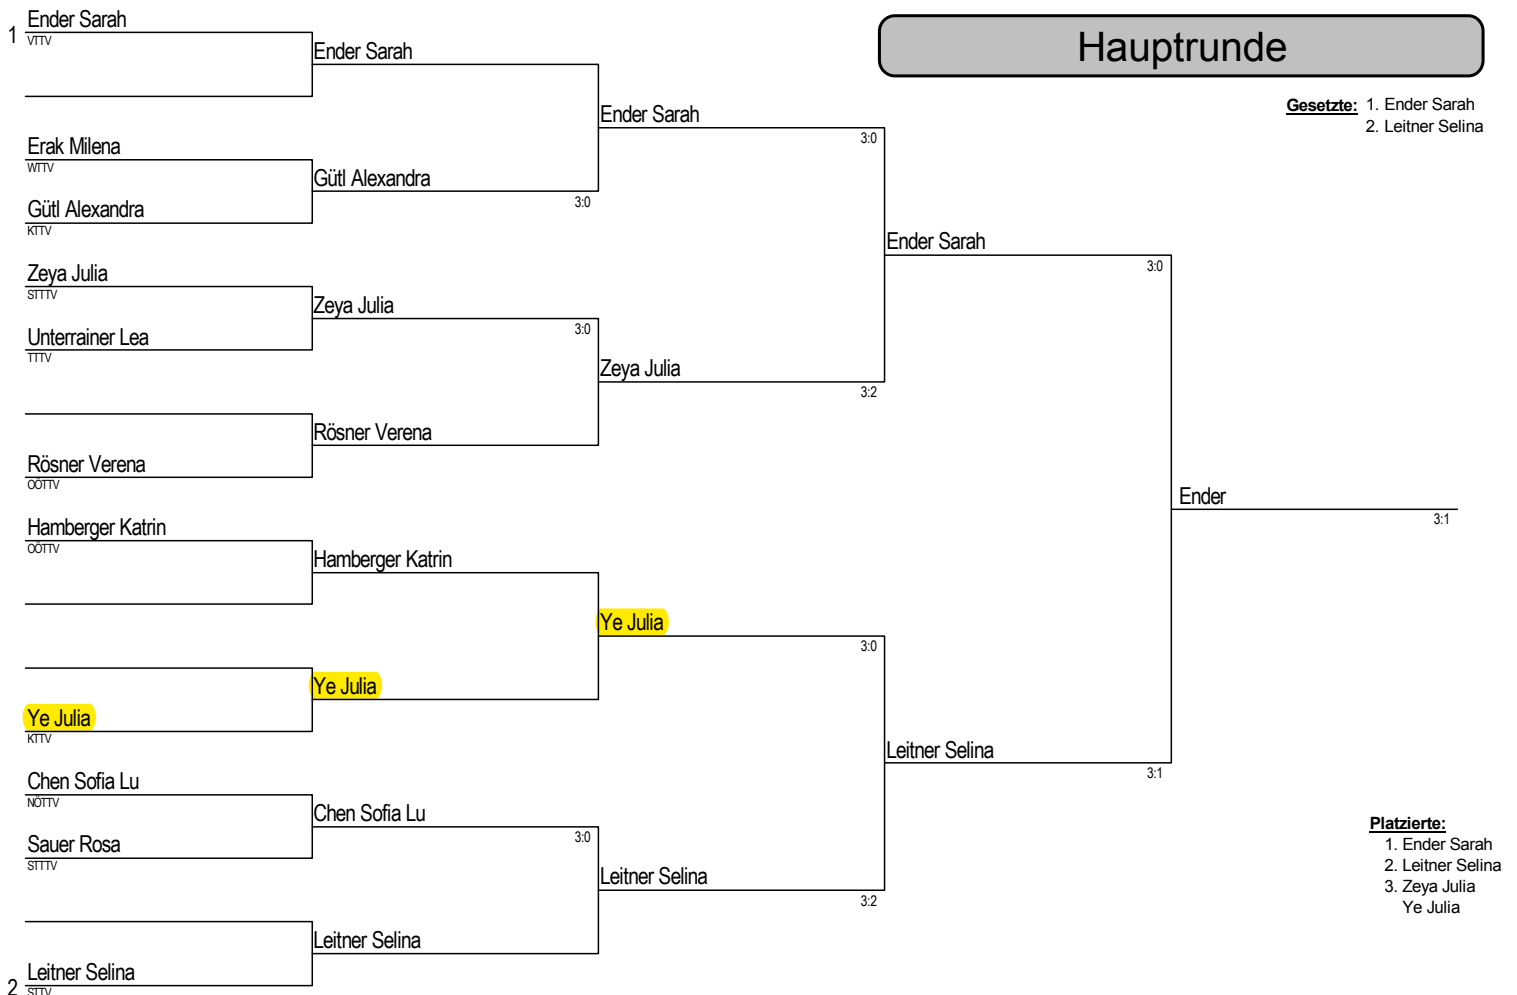 Hauptrunde
Gesetzte: 1. Ender Sarah
2. Leitner Selina
1 Ender Sarah
VTTV
Erak Milena
WTTV
Gütl Alexandra
KTTV
Zeya Julia
STTTV
Unterrainer Lea
TTTV
Rösner Verena
OÖTTV
Hamberger Katrin
OÖTTV
Ye Julia
KTTV
Chen Sofia Lu
NÖTTV
Sauer Rosa
STTTV
2 Leitner Selina
STTV
Ender Sarah
Gütl Alexandra
3:0
Zeya Julia
3:0
Rösner Verena
Hamberger Katrin
Ye Julia
Chen Sofia Lu
3:0
Leitner Selina
Ender Sarah
3:0
Zeya Julia
3:2
Ye Julia
3:0
Leitner Selina
3:2
Ender Sarah
3:0
Leitner Selina
3:1
Ender
3:1
Platzierte:
1. Ender Sarah
2. Leitner Selina
3. Zeya Julia
Ye Julia